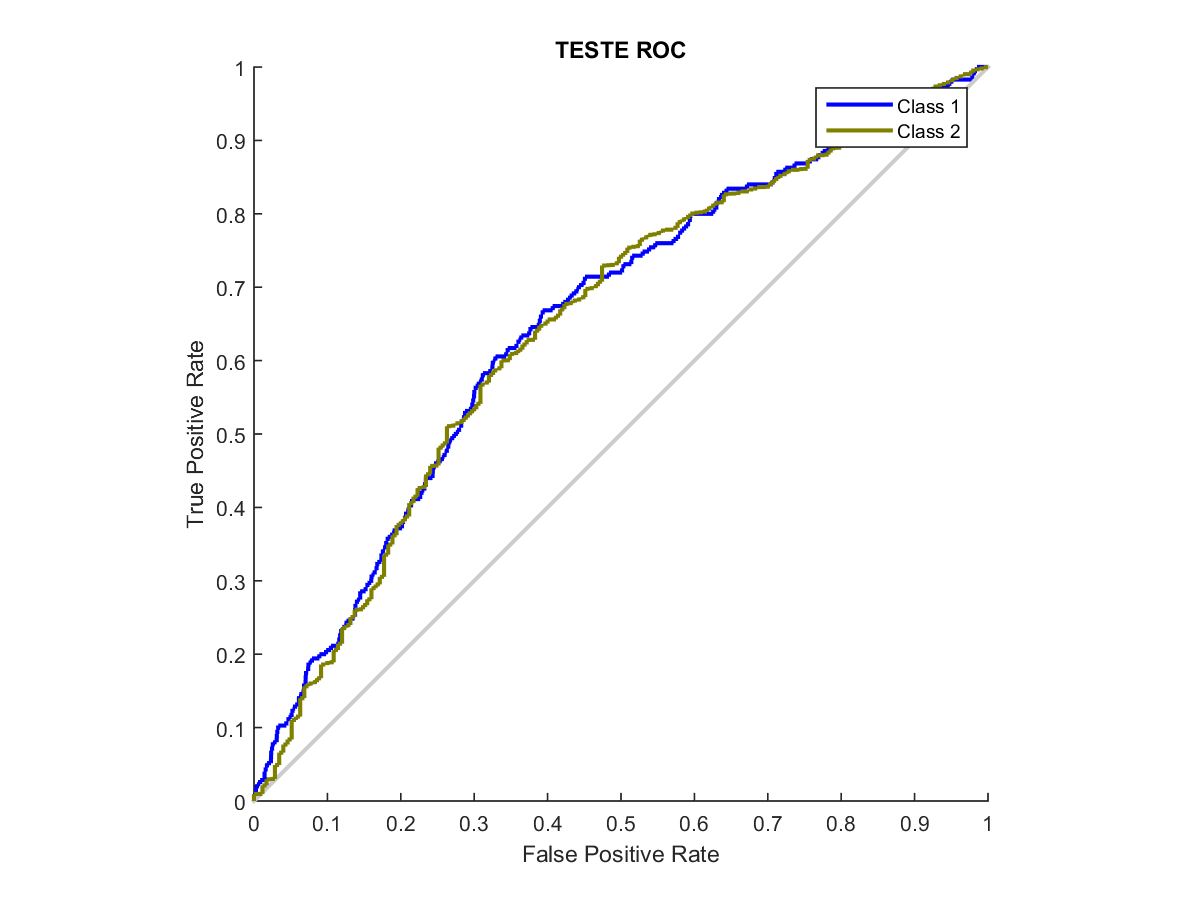 TESTE ROC
Class 1
Class 2
True Positive Rate
1
0.9
0.8
0.7
0.6
0.5
0.4
0.3
0.2
0.1
0
0 0.1 0.2 0.3 0.4 0.5 0.6 0.7 0.8 0.9 1
False Positive Rate